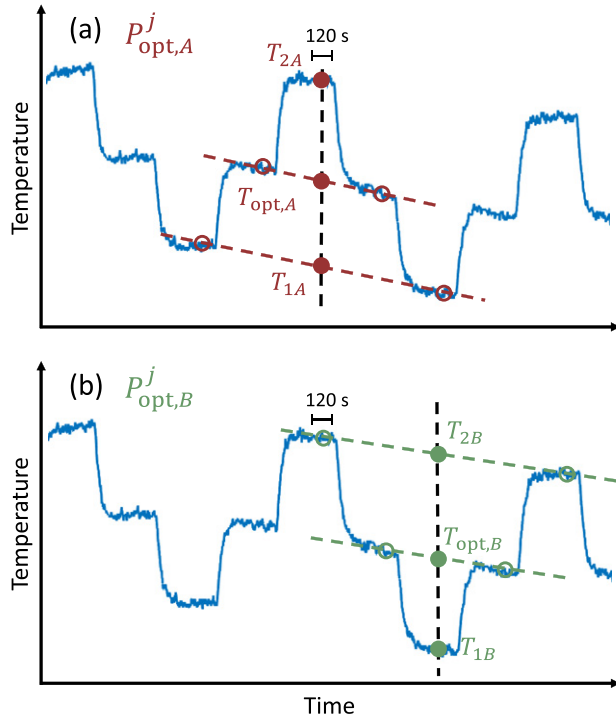 (a) P^j_opt,A
120 s
T_2A
T_opt,A
T_1A
Temperature
(b) P^j_opt,B
120 s
T_2B
T_opt,B
T_1B
Temperature
Time